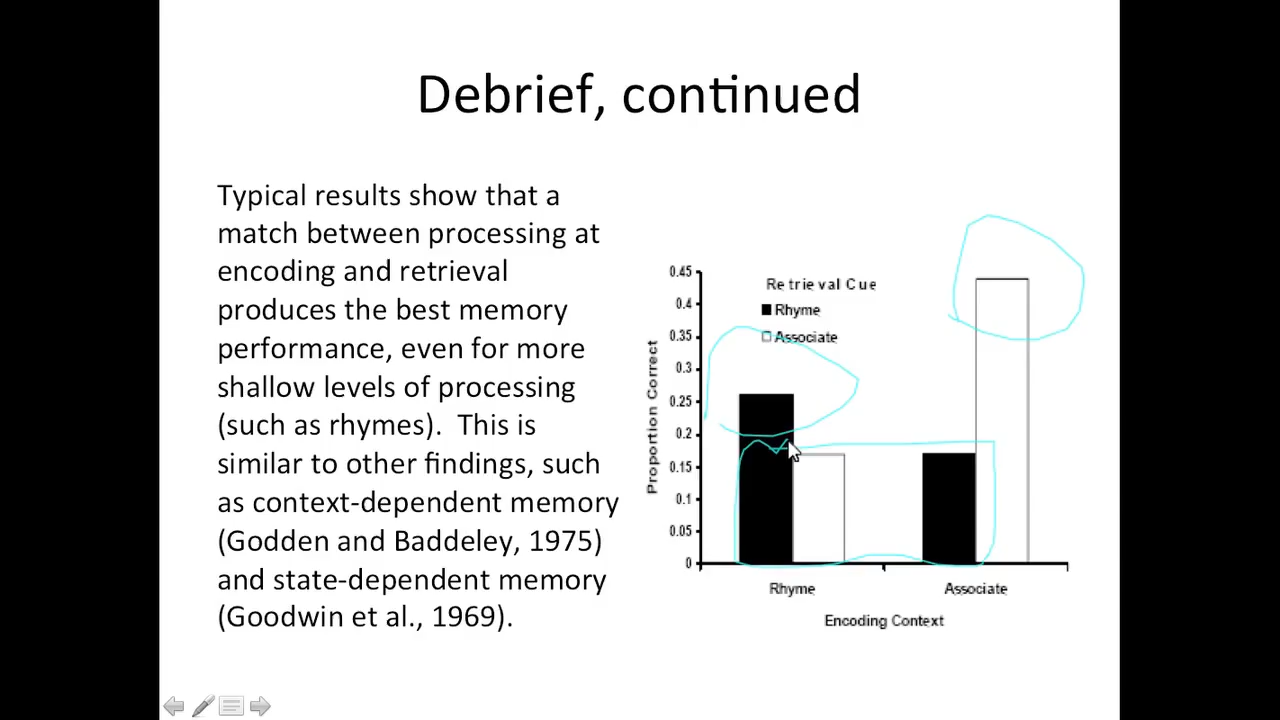 Debrief, continued
Typical results show that a
match between processing at
encoding and retrieval
produces the best memory
performance, even for more
shallow levels of processing
(such as rhymes).  This is
similar to other findings, such
as context-dependent memory
(Godden and Baddeley, 1975)
and state-dependent memory
(Goodwin et al., 1969).
Proportion Correct
0.45
0.4
0.35
0.3
0.25
0.2
0.15
0.1
0.05
0
Retrieval Cue
Rhyme
Associate
Rhyme
Associate
Encoding Context